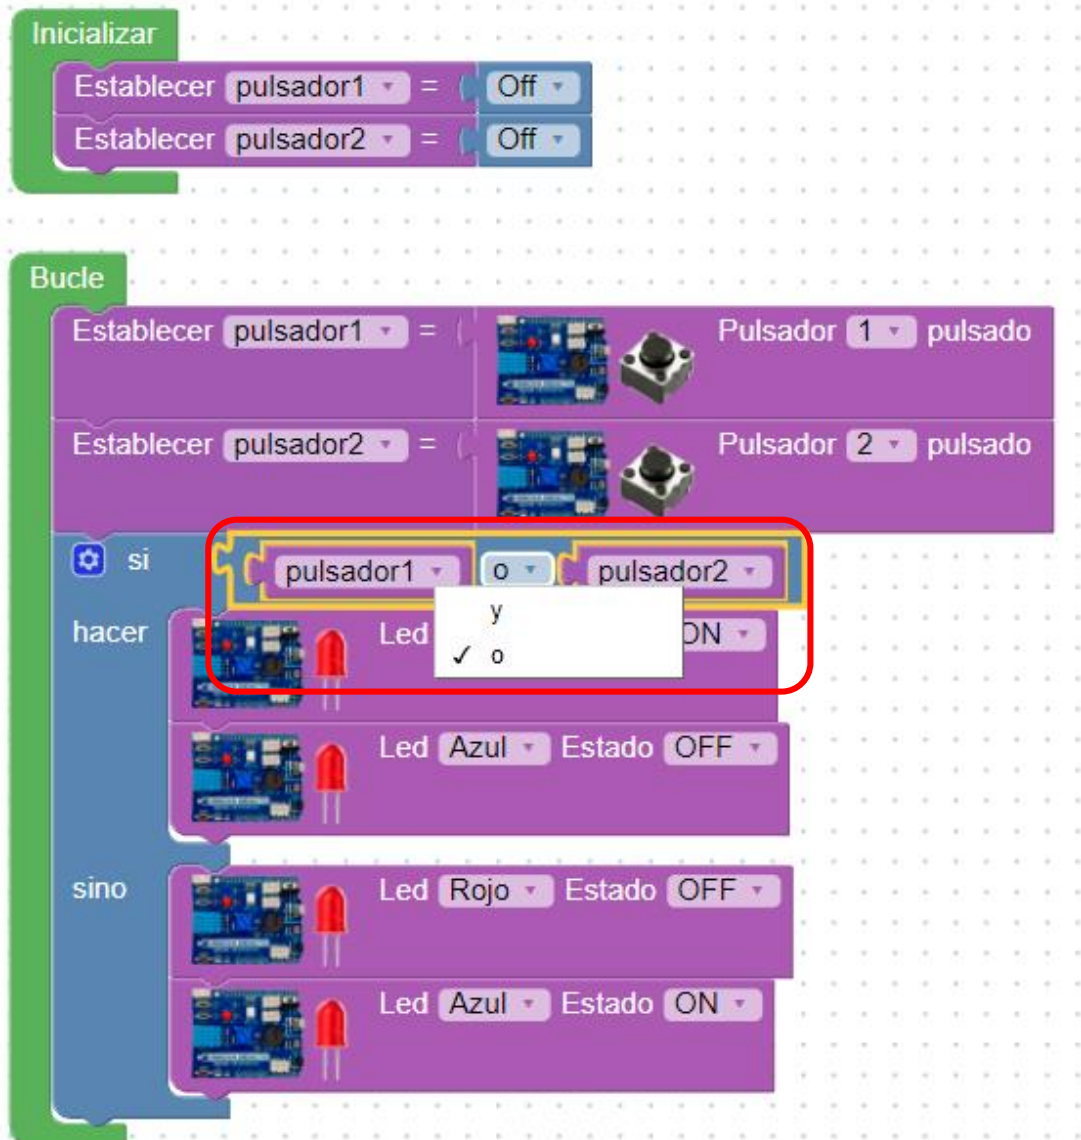 Inicializar
Establecer pulsador1 = Off
Establecer pulsador2 = Off
Bucle
Establecer pulsador1 = Pulsador 1 pulsado
Establecer pulsador2 = Pulsador 2 pulsado
si pulsador1 o pulsador2
y
hacer Led ON
✓ o
Led Azul Estado OFF
sino Led Rojo Estado OFF
Led Azul Estado ON